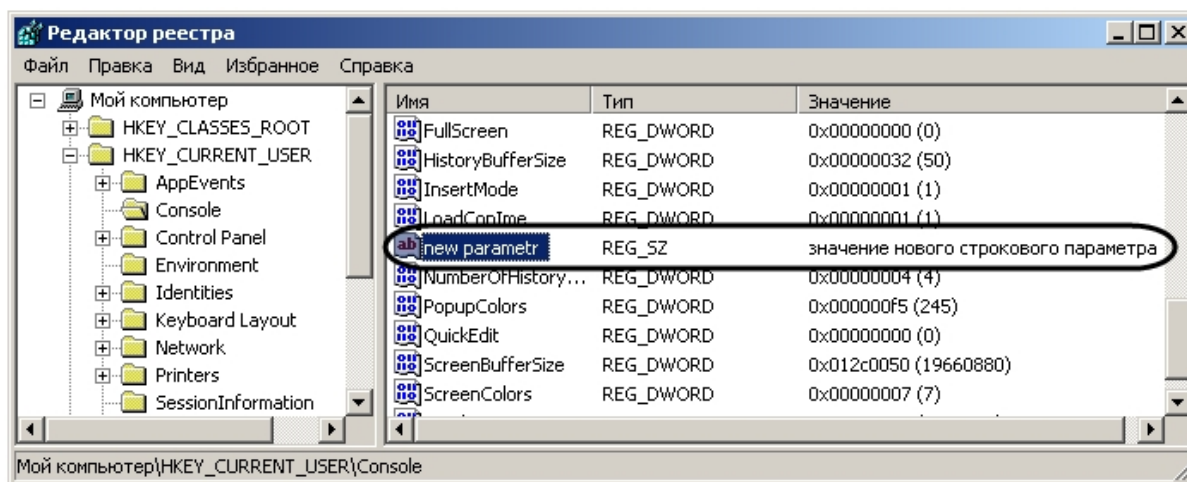 Редактор реестра
Файл Правка Вид Избранное Справка
Мой компьютер
HKEY_CLASSES_ROOT
HKEY_CURRENT_USER
AppEvents
Console
Control Panel
Environment
Identities
Keyboard Layout
Network
Printers
SessionInformation
Имя Тип Значение
FullScreen REG_DWORD 0x00000000 (0)
HistoryBufferSize REG_DWORD 0x00000032 (50)
InsertMode REG_DWORD 0x00000001 (1)
LoadConIme REG_DWORD 0x00000001 (1)
new parametr REG_SZ значение нового строкового параметра
NumberOfHistory... REG_DWORD 0x00000004 (4)
PopupColors REG_DWORD 0x000000f5 (245)
QuickEdit REG_DWORD 0x00000000 (0)
ScreenBufferSize REG_DWORD 0x012c0050 (19660880)
ScreenColors REG_DWORD 0x00000007 (7)
Мой компьютер\HKEY_CURRENT_USER\Console